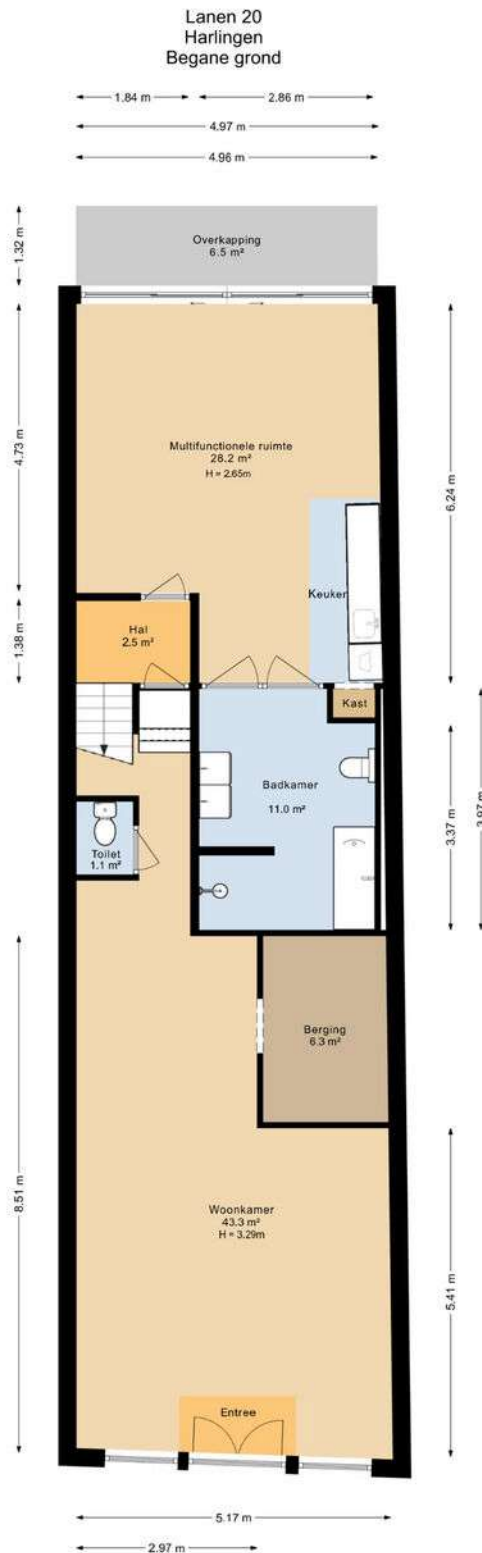 Lanen 20
Harlingen
Begane grond
1.84 m
2.86 m
4.97 m
4.96 m
1.32 m
Overkapping
6.5 m²
4.73 m
Multifunctionele ruimte
28.2 m²
H = 2.65m
6.24 m
Keuken
1.38 m
Hal
2.5 m²
Kast
Badkamer
11.0 m²
3.37 m
3.97 m
Toilet
1.1 m²
Berging
6.3 m²
8.51 m
Woonkamer
43.3 m²
H = 3.29m
5.41 m
Entree
5.17 m
2.97 m